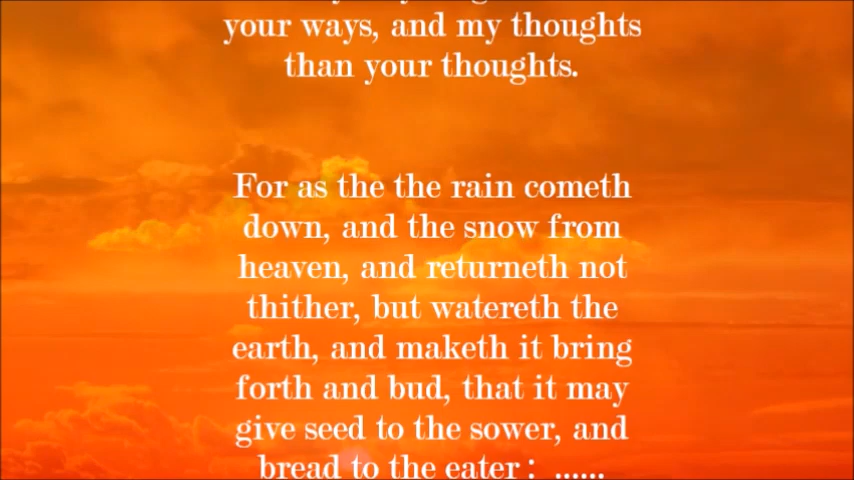 your ways, and my thoughts
than your thoughts.
For as the the rain cometh
down, and the snow from
heaven, and returneth not
thither, but watereth the
earth, and maketh it bring
forth and bud, that it may
give seed to the sower, and
bread to the eater : ......